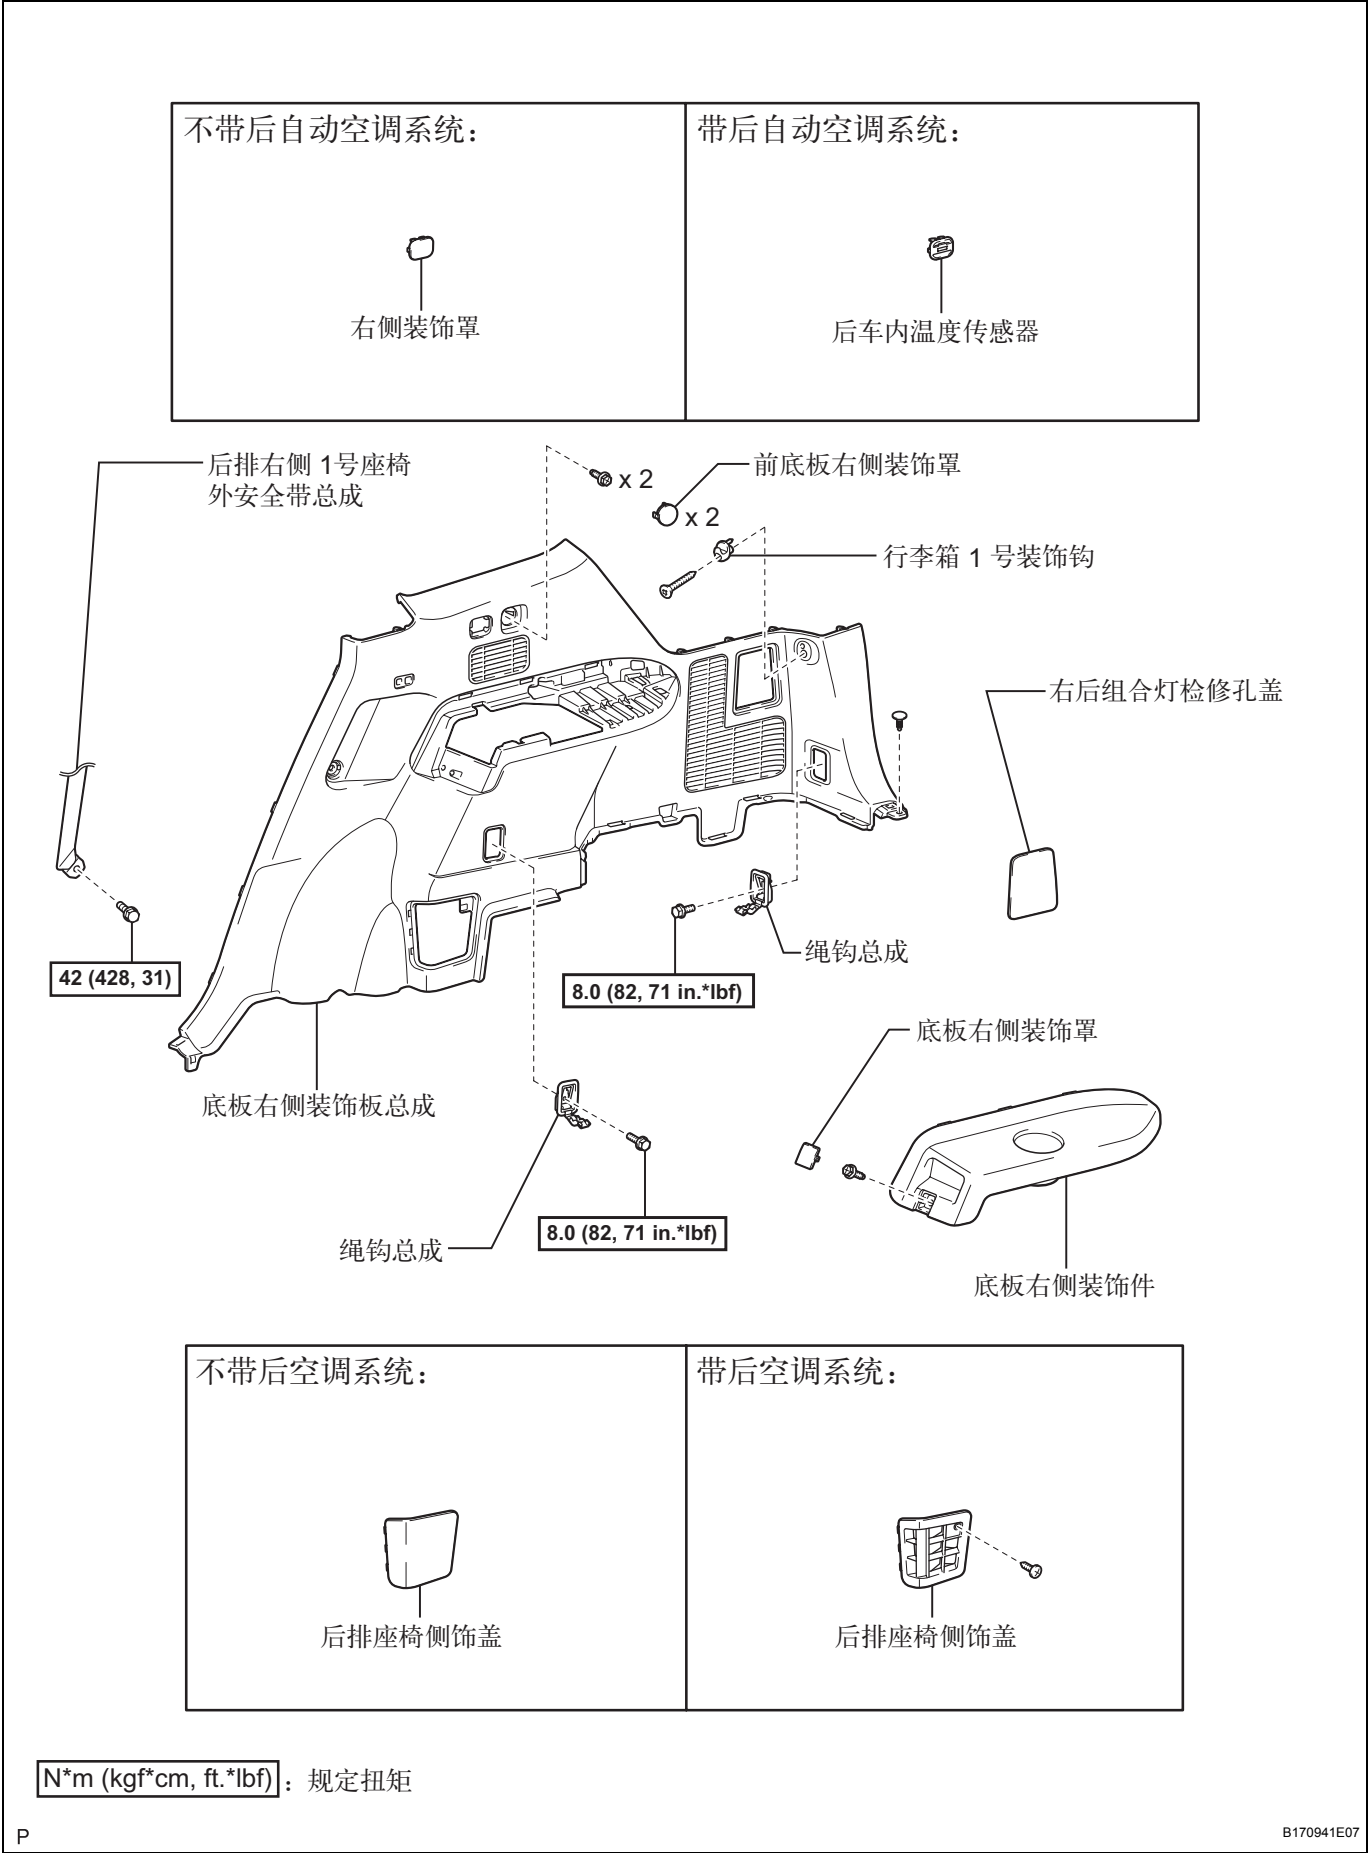 不带后自动空调系统：
带后自动空调系统：
右侧装饰罩
后车内温度传感器
后排右侧 1号座椅
外安全带总成
x 2
前底板右侧装饰罩
x 2
行李箱 1 号装饰钩
右后组合灯检修孔盖
绳钩总成
42 (428, 31)
8.0 (82, 71 in.*lbf)
底板右侧装饰罩
底板右侧装饰板总成
8.0 (82, 71 in.*lbf)
绳钩总成
底板右侧装饰件
不带后空调系统：
带后空调系统：
后排座椅侧饰盖
后排座椅侧饰盖
N*m (kgf*cm, ft.*lbf) ：规定扭矩
P
B170941E07